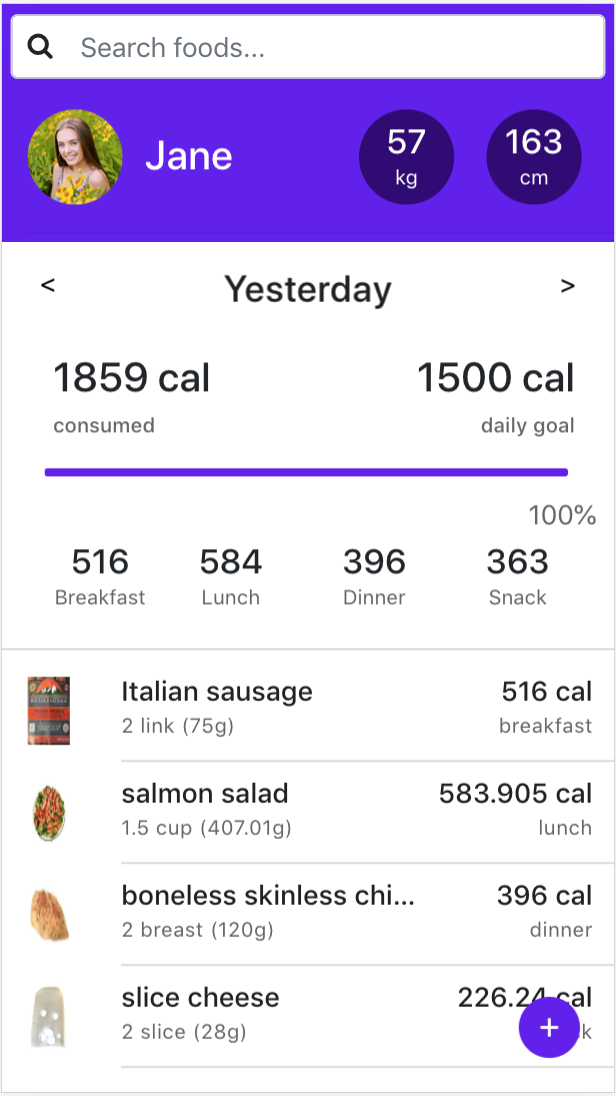 Search foods...
Jane
57
kg
163
cm
<
Yesterday
>
1859 cal
1500 cal
consumed
daily goal
100%
516
584
396
363
Breakfast
Lunch
Dinner
Snack
Italian sausage
516 cal
2 link (75g)
breakfast
salmon salad
583.905 cal
1.5 cup (407.01g)
lunch
boneless skinless chi...
396 cal
2 breast (120g)
dinner
slice cheese
226.24 cal
2 slice (28g)
+